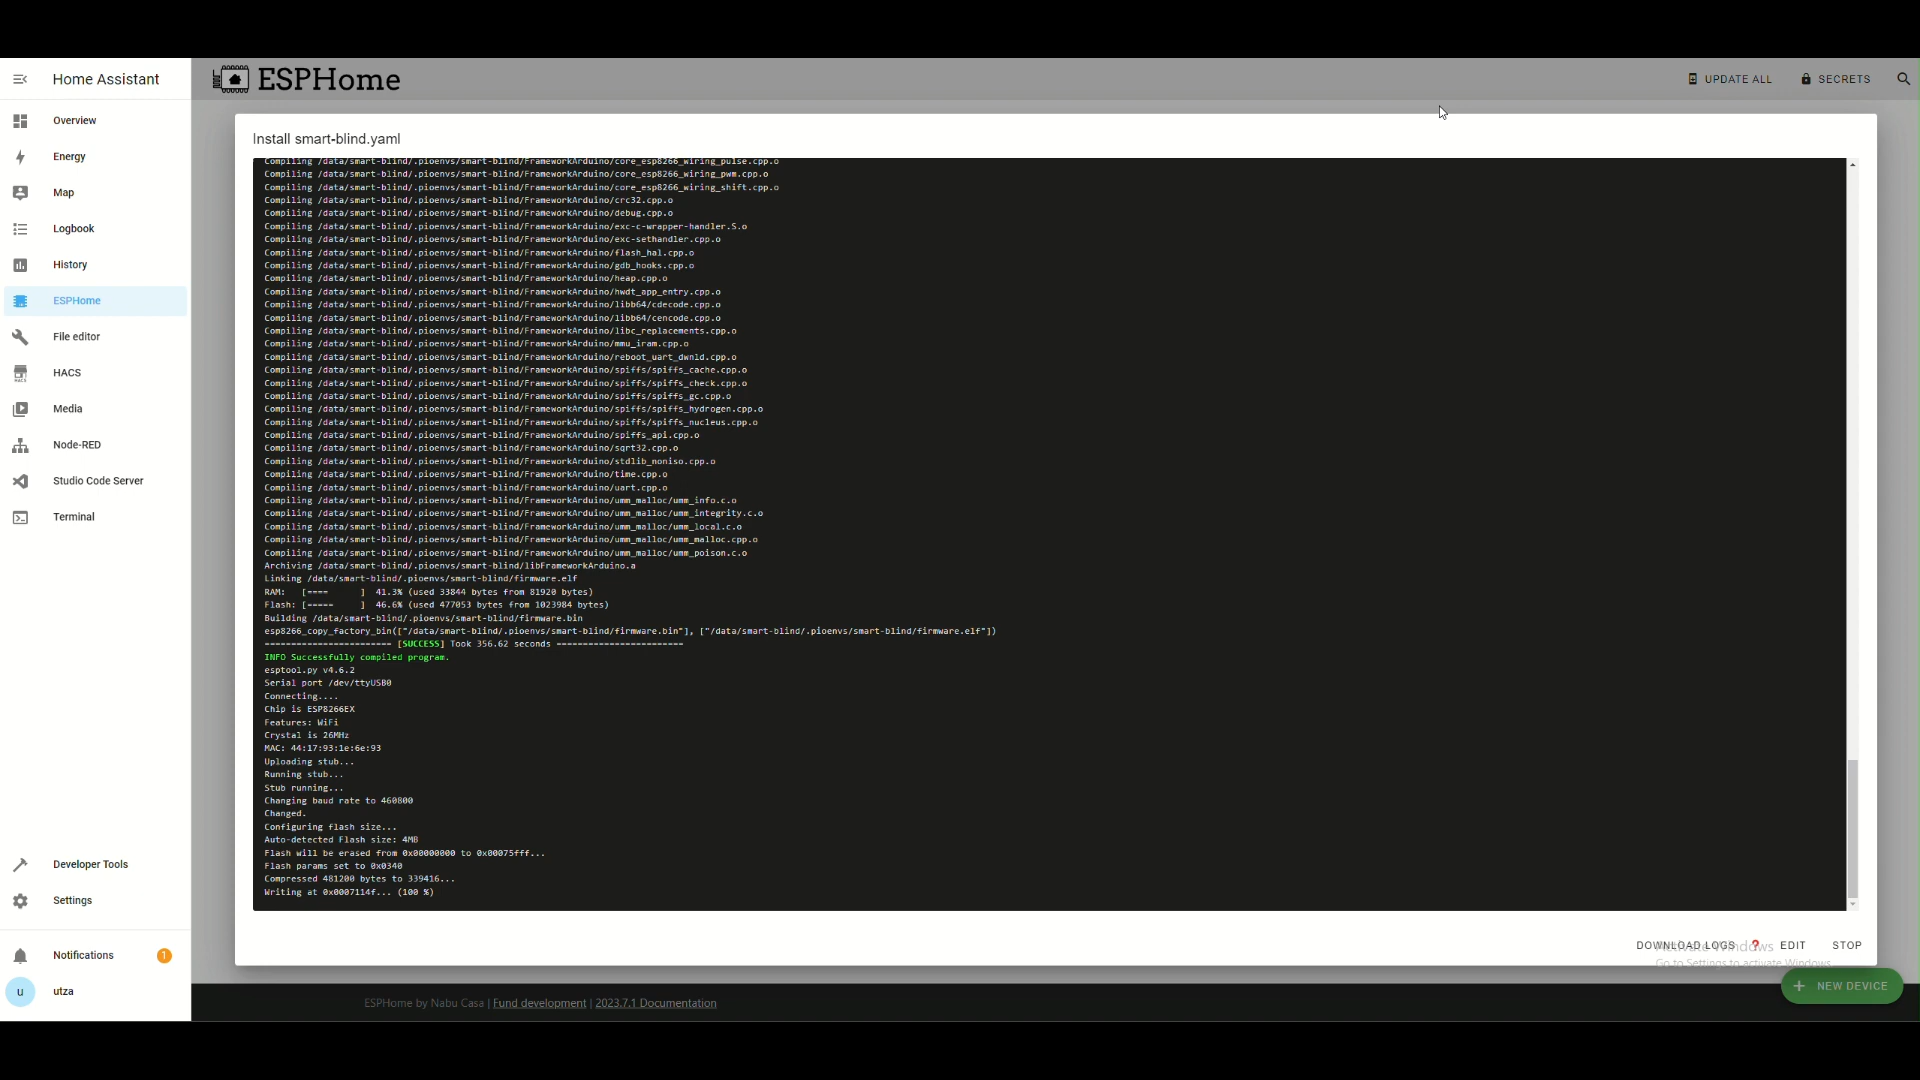 Home Assistant
ESPHome
UPDATE ALL
SECRETS
Overview
Energy
Map
Logbook
History
ESPHome
File editor
HACS
Media
Node-RED
Studio Code Server
Terminal
Developer Tools
Settings
Notifications
1
u
utza
Install smart-blind.yaml
Compiling /data/smart-blind/.pioenvs/smart-blind/FrameworkArduino/core_esp8266_wiring_pulse.cpp.o
Compiling /data/smart-blind/.pioenvs/smart-blind/FrameworkArduino/core_esp8266_wiring_pwm.cpp.o
Compiling /data/smart-blind/.pioenvs/smart-blind/FrameworkArduino/core_esp8266_wiring_shift.cpp.o
Compiling /data/smart-blind/.pioenvs/smart-blind/FrameworkArduino/crc32.cpp.o
Compiling /data/smart-blind/.pioenvs/smart-blind/FrameworkArduino/debug.cpp.o
Compiling /data/smart-blind/.pioenvs/smart-blind/FrameworkArduino/exc-c-wrapper-handler.S.o
Compiling /data/smart-blind/.pioenvs/smart-blind/FrameworkArduino/exc-sethandler.cpp.o
Compiling /data/smart-blind/.pioenvs/smart-blind/FrameworkArduino/flash_hal.cpp.o
Compiling /data/smart-blind/.pioenvs/smart-blind/FrameworkArduino/gdb_hooks.cpp.o
Compiling /data/smart-blind/.pioenvs/smart-blind/FrameworkArduino/heap.cpp.o
Compiling /data/smart-blind/.pioenvs/smart-blind/FrameworkArduino/hwdt_app_entry.cpp.o
Compiling /data/smart-blind/.pioenvs/smart-blind/FrameworkArduino/libb64/cdecode.cpp.o
Compiling /data/smart-blind/.pioenvs/smart-blind/FrameworkArduino/libb64/cencode.cpp.o
Compiling /data/smart-blind/.pioenvs/smart-blind/FrameworkArduino/libc_replacements.cpp.o
Compiling /data/smart-blind/.pioenvs/smart-blind/FrameworkArduino/mmu_iram.cpp.o
Compiling /data/smart-blind/.pioenvs/smart-blind/FrameworkArduino/reboot_uart_dwnld.cpp.o
Compiling /data/smart-blind/.pioenvs/smart-blind/FrameworkArduino/spiffs/spiffs_cache.cpp.o
Compiling /data/smart-blind/.pioenvs/smart-blind/FrameworkArduino/spiffs/spiffs_check.cpp.o
Compiling /data/smart-blind/.pioenvs/smart-blind/FrameworkArduino/spiffs/spiffs_gc.cpp.o
Compiling /data/smart-blind/.pioenvs/smart-blind/FrameworkArduino/spiffs/spiffs_hydrogen.cpp.o
Compiling /data/smart-blind/.pioenvs/smart-blind/FrameworkArduino/spiffs/spiffs_nucleus.cpp.o
Compiling /data/smart-blind/.pioenvs/smart-blind/FrameworkArduino/spiffs_api.cpp.o
Compiling /data/smart-blind/.pioenvs/smart-blind/FrameworkArduino/sqrt32.cpp.o
Compiling /data/smart-blind/.pioenvs/smart-blind/FrameworkArduino/stdlib_noniso.cpp.o
Compiling /data/smart-blind/.pioenvs/smart-blind/FrameworkArduino/time.cpp.o
Compiling /data/smart-blind/.pioenvs/smart-blind/FrameworkArduino/uart.cpp.o
Compiling /data/smart-blind/.pioenvs/smart-blind/FrameworkArduino/umm_malloc/umm_info.c.o
Compiling /data/smart-blind/.pioenvs/smart-blind/FrameworkArduino/umm_malloc/umm_integrity.c.o
Compiling /data/smart-blind/.pioenvs/smart-blind/FrameworkArduino/umm_malloc/umm_local.c.o
Compiling /data/smart-blind/.pioenvs/smart-blind/FrameworkArduino/umm_malloc/umm_malloc.cpp.o
Compiling /data/smart-blind/.pioenvs/smart-blind/FrameworkArduino/umm_malloc/umm_poison.c.o
Archiving /data/smart-blind/.pioenvs/smart-blind/libFrameworkArduino.a
Linking /data/smart-blind/.pioenvs/smart-blind/firmware.elf
RAM:   [====      ]  41.3% (used 33844 bytes from 81920 bytes)
Flash: [=====     ]  46.6% (used 477053 bytes from 1023984 bytes)
Building /data/smart-blind/.pioenvs/smart-blind/firmware.bin
esp8266_copy_factory_bin(["/data/smart-blind/.pioenvs/smart-blind/firmware.bin"], ["/data/smart-blind/.pioenvs/smart-blind/firmware.elf"])
======================== [SUCCESS] Took 356.62 seconds ========================
INFO Successfully compiled program.
esptool.py v4.6.2
Serial port /dev/ttyUSB0
Connecting....
Chip is ESP8266EX
Features: WiFi
Crystal is 26MHz
MAC: 44:17:93:1e:6e:93
Uploading stub...
Running stub...
Stub running...
Changing baud rate to 460800
Changed.
Configuring flash size...
Auto-detected Flash size: 4MB
Flash will be erased from 0x00000000 to 0x00075fff...
Flash params set to 0x0340
Compressed 481200 bytes to 339416...
Writing at 0x0007114f... (100 %)
DOWNLOAD LOGS
?
EDIT
STOP
Activate Windows
Go to Settings to activate Windows.
NEW DEVICE
ESPHome by Nabu Casa | Fund development | 2023.7.1 Documentation